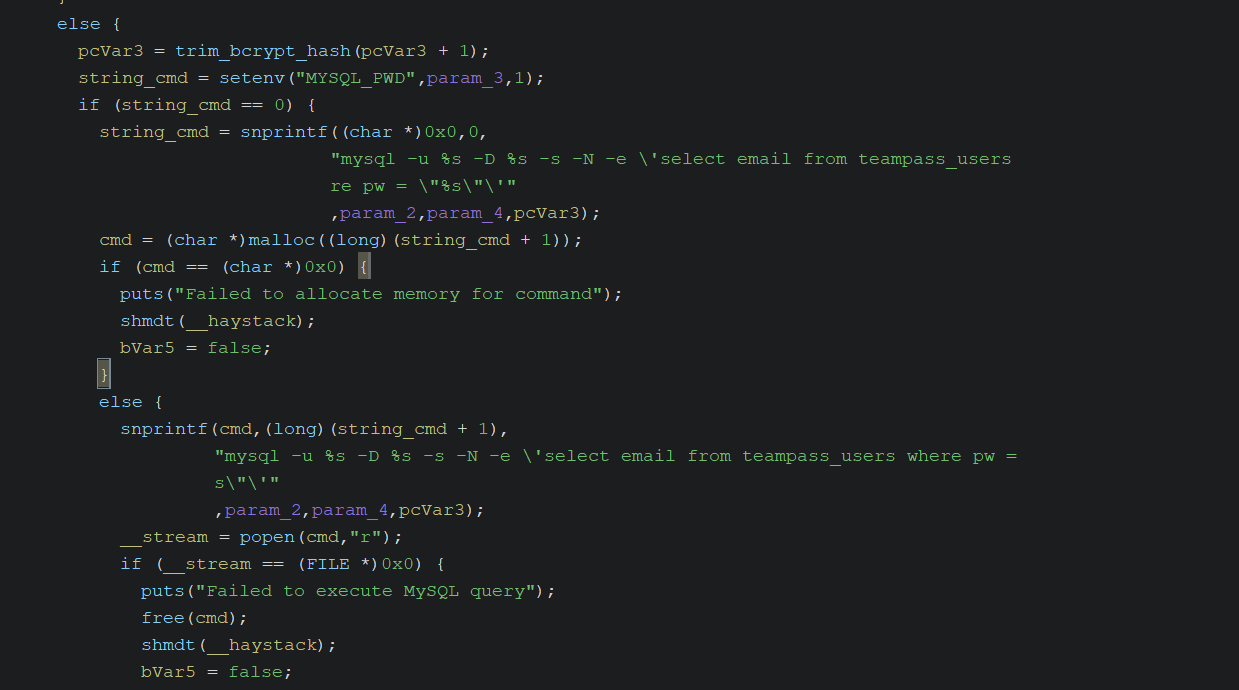 }
else {
pcVar3 = trim_bcrypt_hash(pcVar3 + 1);
string_cmd = setenv("MYSQL_PWD",param_3,1);
if (string_cmd == 0) {
string_cmd = snprintf((char *)0x0,0,
"mysql -u %s -D %s -s -N -e \'select email from teampass_users
re pw = \"%s\"\'"
,param_2,param_4,pcVar3);
cmd = (char *)malloc((long)(string_cmd + 1));
if (cmd == (char *)0x0) {
puts("Failed to allocate memory for command");
shmdt(__haystack);
bVar5 = false;
}
else {
snprintf(cmd,(long)(string_cmd + 1),
"mysql -u %s -D %s -s -N -e \'select email from teampass_users where pw =
s\"\'"
,param_2,param_4,pcVar3);
__stream = popen(cmd,"r");
if (__stream == (FILE *)0x0) {
puts("Failed to execute MySQL query");
free(cmd);
shmdt(__haystack);
bVar5 = false;